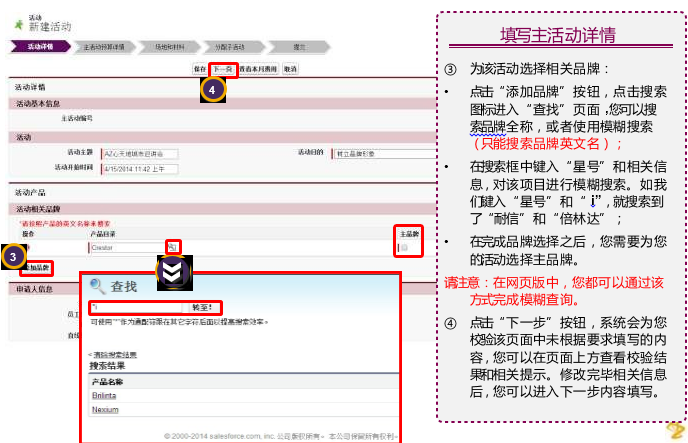 活动
新建活动
活动详情 主活动预算详情 场地和材料 分配子活动 提交
保存 下一页 查看本月费用 取消
4
活动详情
活动基本信息
主活动编号
活动
活动主题 AZ心天地城市巡讲会 活动目的 树立品牌形象
活动开始时间 4/15/2014 11:42 上午
活动产品
活动相关品牌
*请按照产品的英文名称来搜索
操作 产品目录 主品牌
Crestor
3
添加品牌
申请人信息
员工
直线
查找
*i 转至!
可使用"*"作为通配符跟在其它字符后面以提高搜索效率。
< 清除搜索结果
搜索结果
产品名称
Brilinta
Nexium
© 2000-2014 salesforce.com, inc. 公司版权所有。本公司保留所有权利。
填写主活动详情
③ 为该活动选择相关品牌：
• 点击“添加品牌”按钮，点击搜索
图标进入“查找”页面，您可以搜
索品牌全称，或者使用模糊搜索
（只能搜索品牌英文名）；
• 在搜索框中键入“星号”和相关信
息，对该项目进行模糊搜索。如我
们键入“星号”和“i”，就搜索到
了“耐信”和“倍林达”；
• 在完成品牌选择之后，您需要为您
的活动选择主品牌。
请注意：在网页版中，您都可以通过该
方式完成模糊查询。
④ 点击“下一步”按钮，系统会为您
校验该页面中未根据要求填写的内
容，您可以在页面上方查看校验结
果和相关提示。修改完毕相关信息
后，您可以进入下一步内容填写。